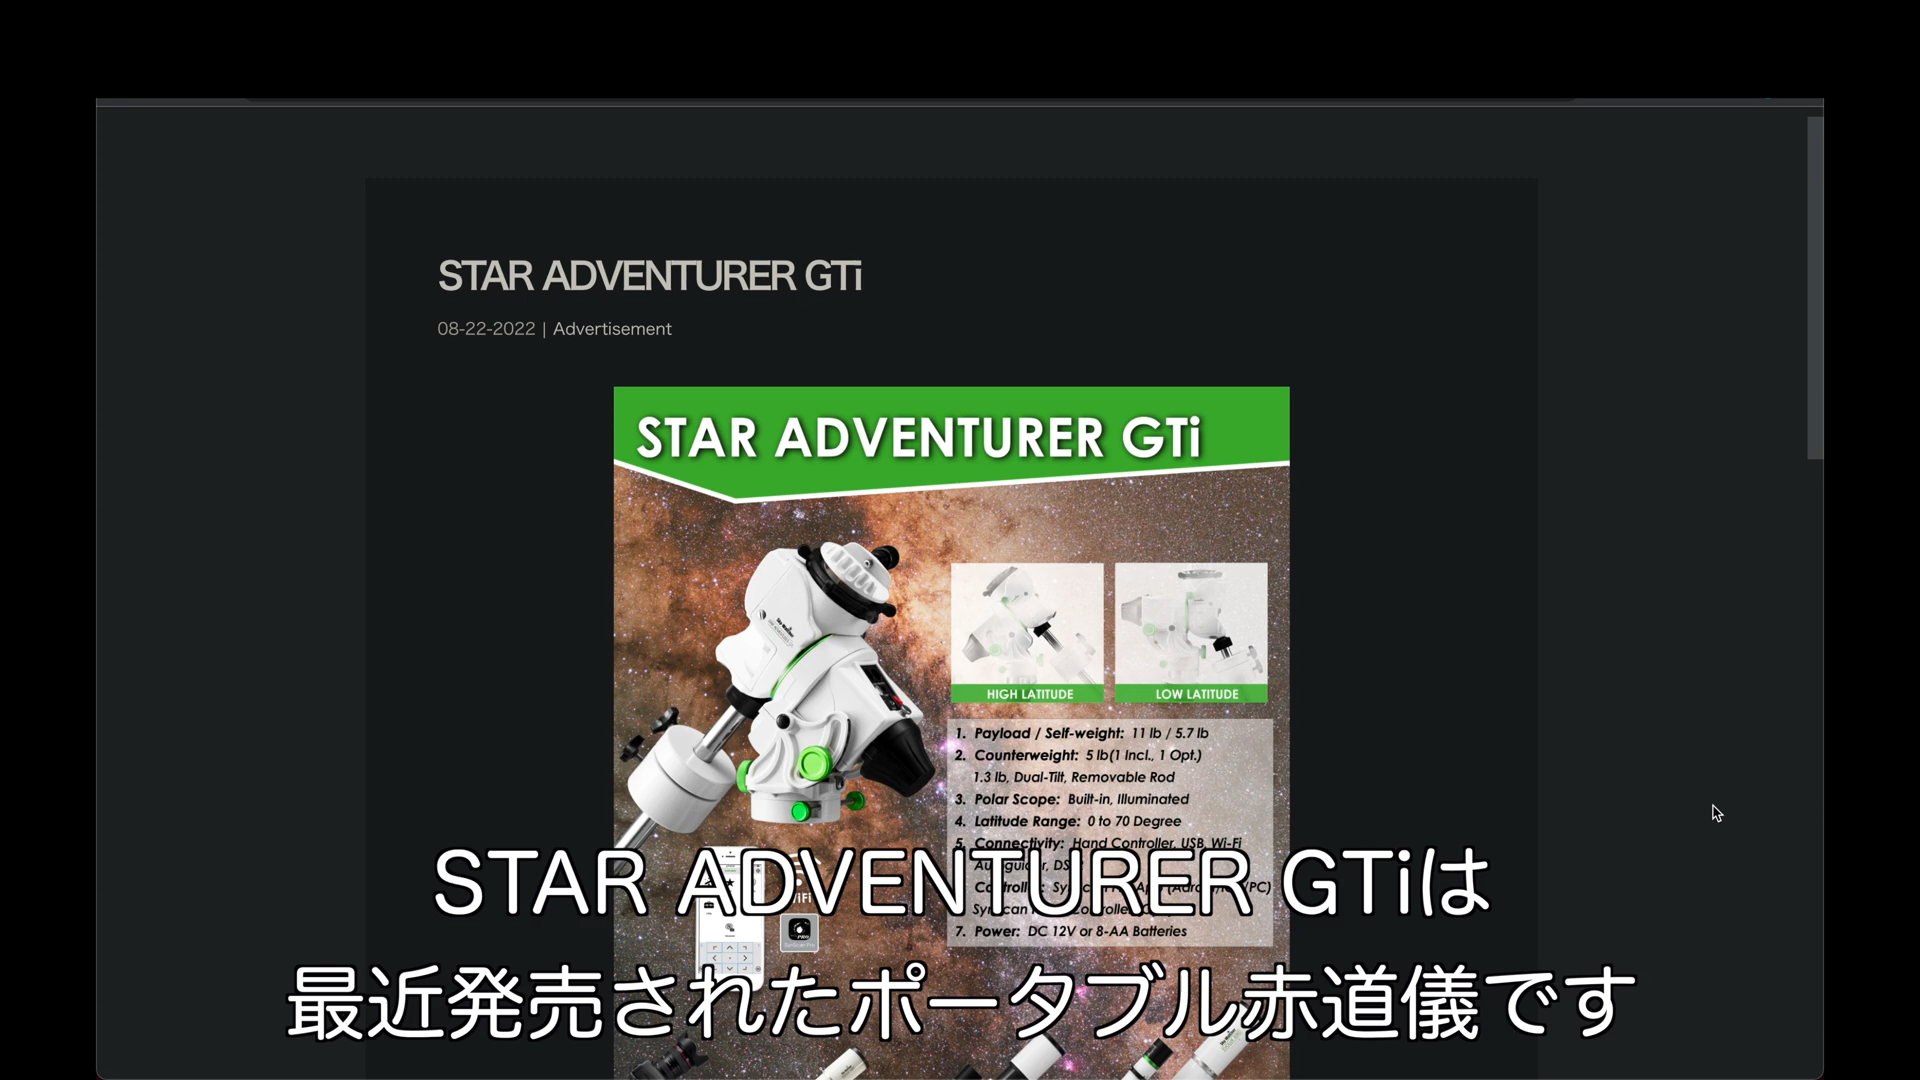 STAR ADVENTURER GTi
08-22-2022 | Advertisement
STAR ADVENTURER GTi
HIGH LATITUDE
LOW LATITUDE
1. Payload / Self-weight: 11 lb / 5.7 lb
2. Counterweight: 5 lb(1 Incl., 1 Opt.)
1.3 lb, Dual-Tilt, Removable Rod
3. Polar Scope: Built-in, Illuminated
4. Latitude Range: 0 to 70 Degree
5. Connectivity: Hand Controller, USB, Wi-Fi
7. Power: DC 12V or 8-AA Batteries
STAR ADVENTURER GTiは
最近発売されたポータブル赤道儀です